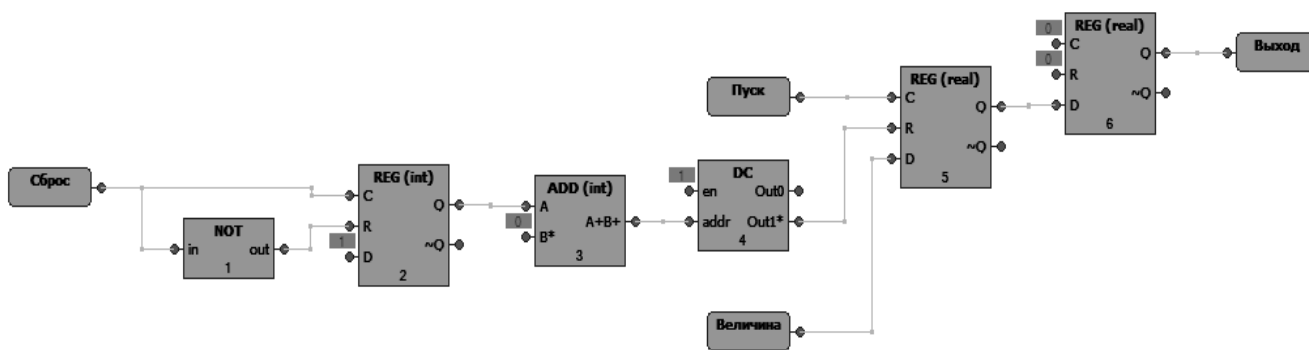 Сброс
NOT
in
out
1
REG (int)
C
R
1
D
Q
~Q
2
ADD (int)
A
0
B*
A+B+
3
DC
1
en
addr
Out0
Out1*
4
Пуск
Величина
REG (real)
C
R
D
Q
~Q
5
REG (real)
0
C
0
R
D
Q
~Q
6
Выход